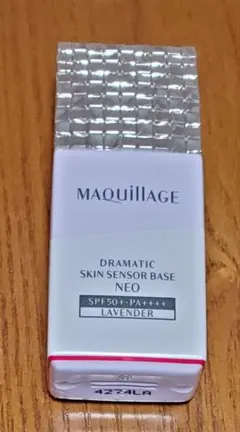 MAQuillAGE
DRAMATIC
SKIN SENSOR BASE
NEO
SPF50+・PA++++
LAVENDER
4274LA